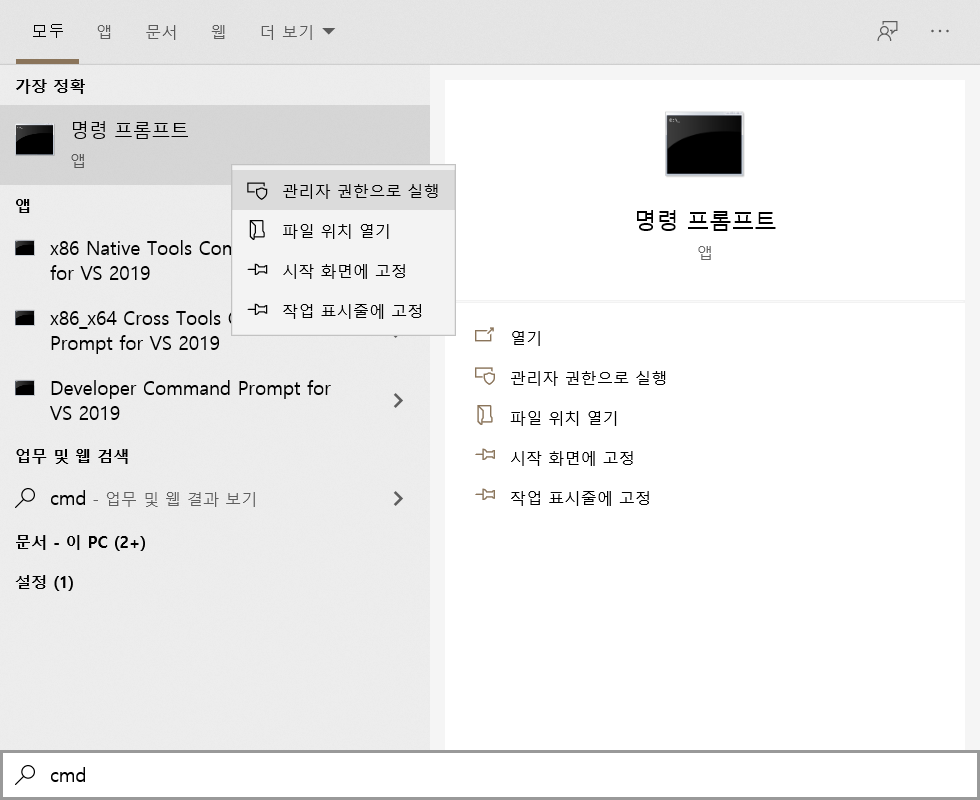 모두 앱 문서 웹 더 보기
가장 정확
명령 프롬프트
앱
관리자 권한으로 실행
파일 위치 열기
시작 화면에 고정
작업 표시줄에 고정
앱
x86 Native Tools
for VS 2019
x86_x64 Cross Tools
Prompt for VS 2019
Developer Command Prompt for
VS 2019
업무 및 웹 검색
cmd - 업무 및 웹 결과 보기
문서 - 이 PC (2+)
설정 (1)
명령 프롬프트
앱
열기
관리자 권한으로 실행
파일 위치 열기
시작 화면에 고정
작업 표시줄에 고정
cmd